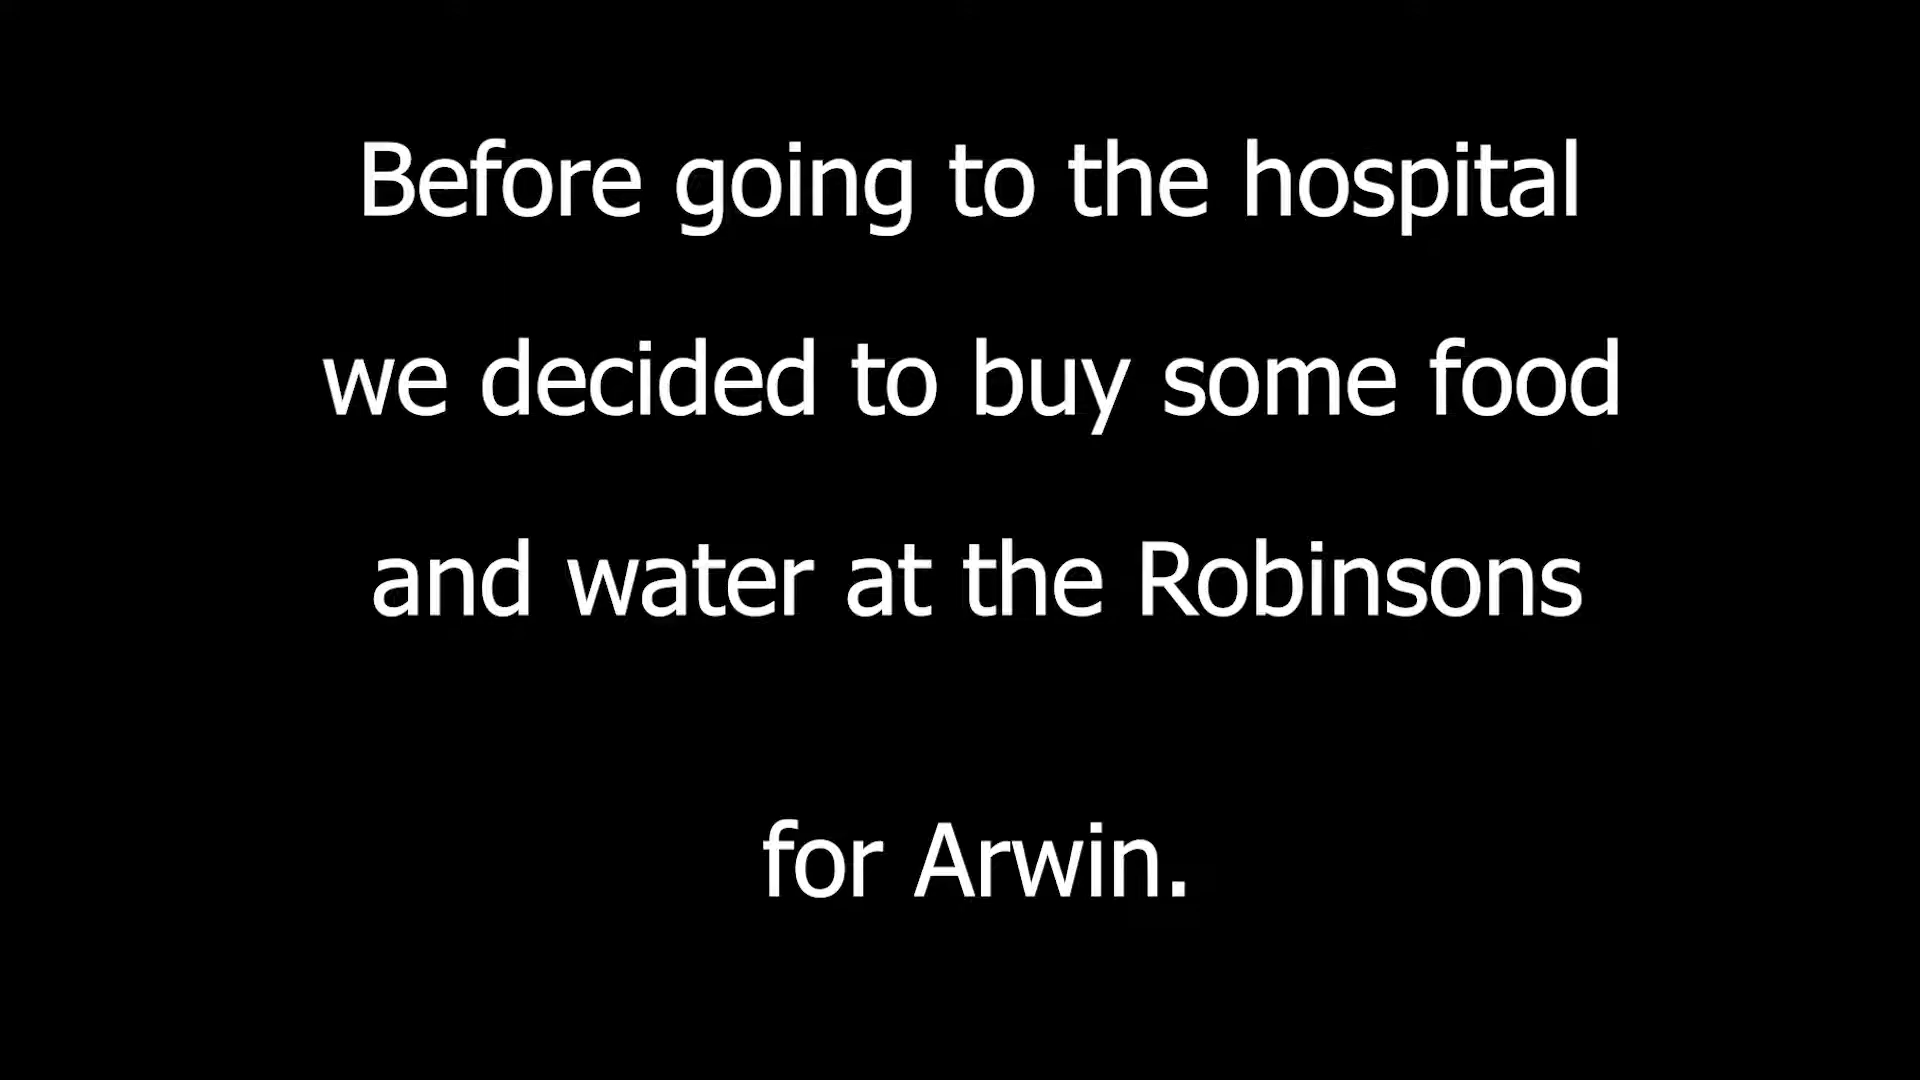 Before going to the hospital
we decided to buy some food
and water at the Robinsons
for Arwin.